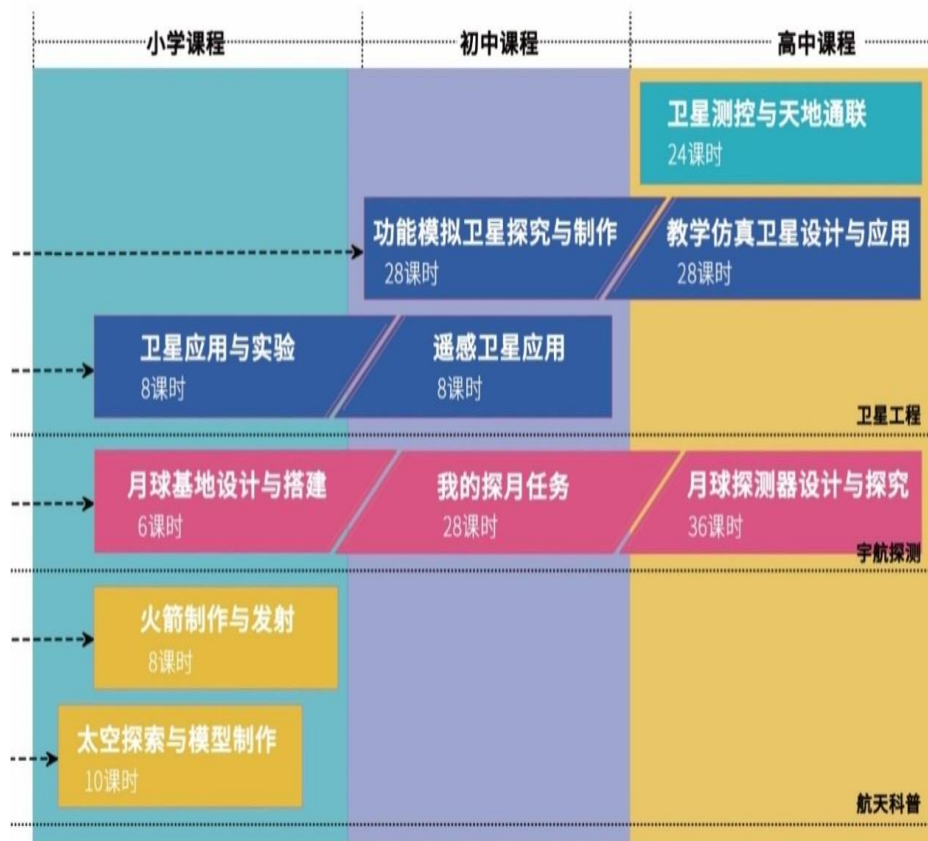 小学课程
初中课程
高中课程
卫星测控与天地通联
24课时
功能模拟卫星探究与制作
28课时
教学仿真卫星设计与应用
28课时
卫星应用与实验
8课时
遥感卫星应用
8课时
卫星工程
月球基地设计与搭建
6课时
我的探月任务
28课时
月球探测器设计与探究
36课时
宇航探测
火箭制作与发射
8课时
太空探索与模型制作
10课时
航天科普